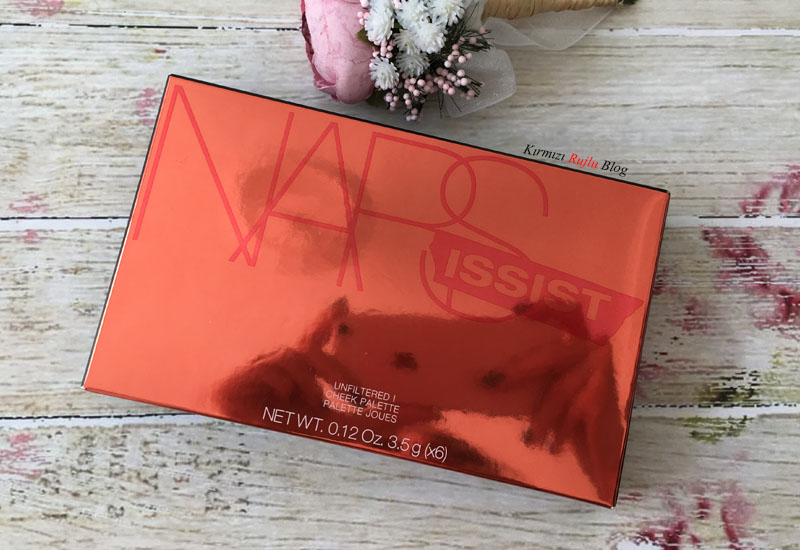 Kırmızı Rujlu Blog
NARS
ISSIST
UNFILTERED I
CHEEK PALETTE
PALETTE JOUES
NET WT. 0.12 Oz. 3.5 g (x6)